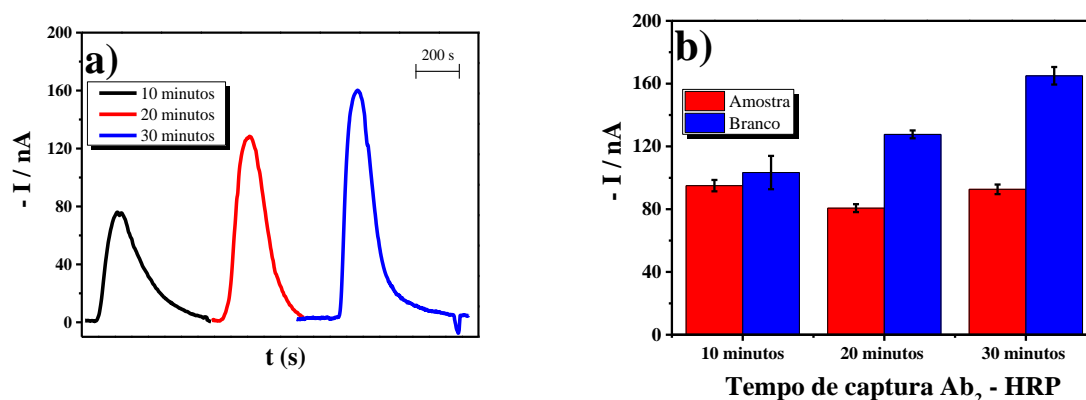 a)
200 s
10 minutos
20 minutos
30 minutos
- I / nA
200
160
120
80
40
0
t (s)
b)
Amostra
Branco
- I / nA
200
160
120
80
40
0
10 minutos 20 minutos 30 minutos
Tempo de captura Ab₂ - HRP